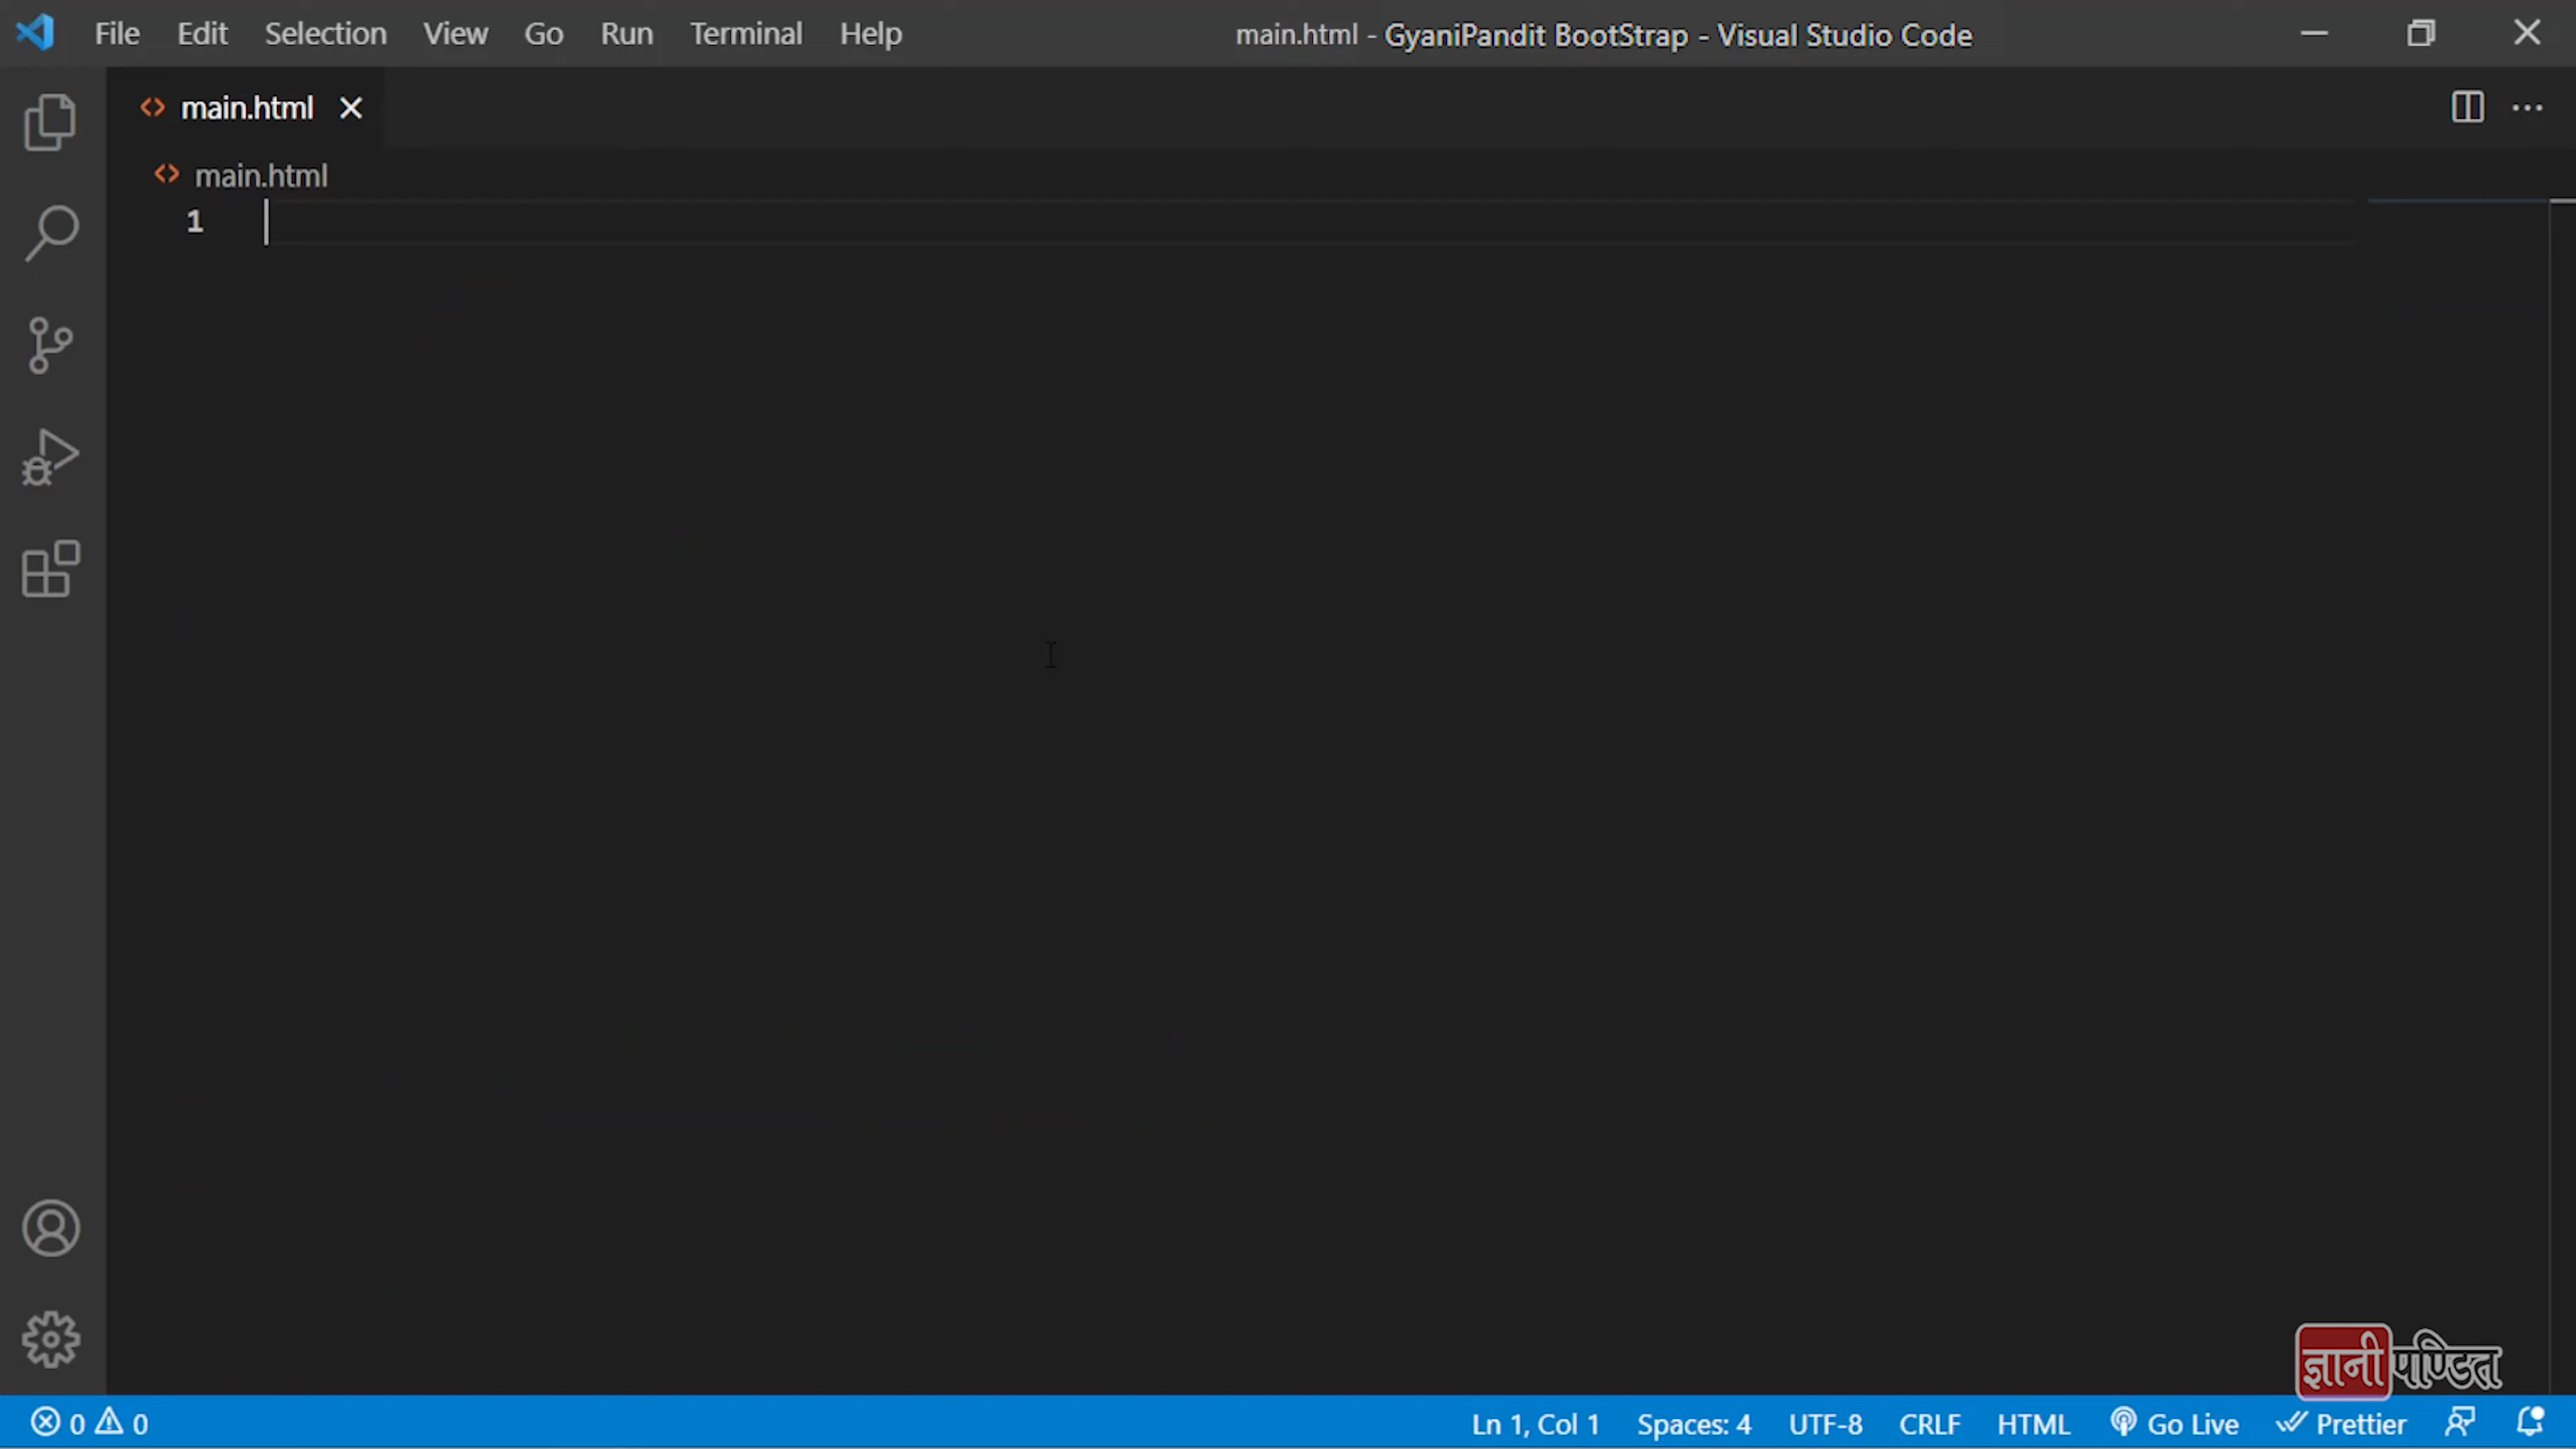 File Edit Selection View Go Run Terminal Help main.html - GyaniPandit BootStrap - Visual Studio Code
main.html
main.html
1
ज्ञानी पण्डित
0 0 Ln 1, Col 1 Spaces: 4 UTF-8 CRLF HTML Go Live Prettier